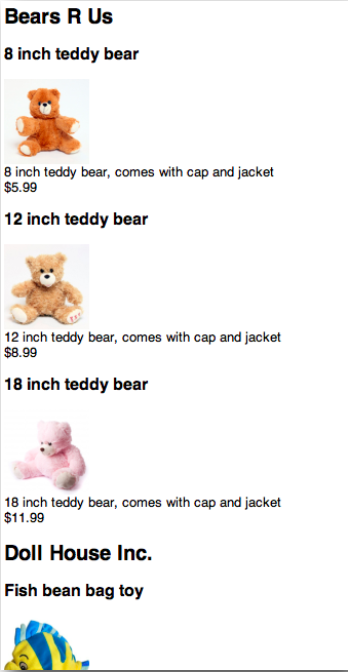 Bears R Us
8 inch teddy bear
8 inch teddy bear, comes with cap and jacket
$5.99
12 inch teddy bear
12 inch teddy bear, comes with cap and jacket
$8.99
18 inch teddy bear
18 inch teddy bear, comes with cap and jacket
$11.99
Doll House Inc.
Fish bean bag toy